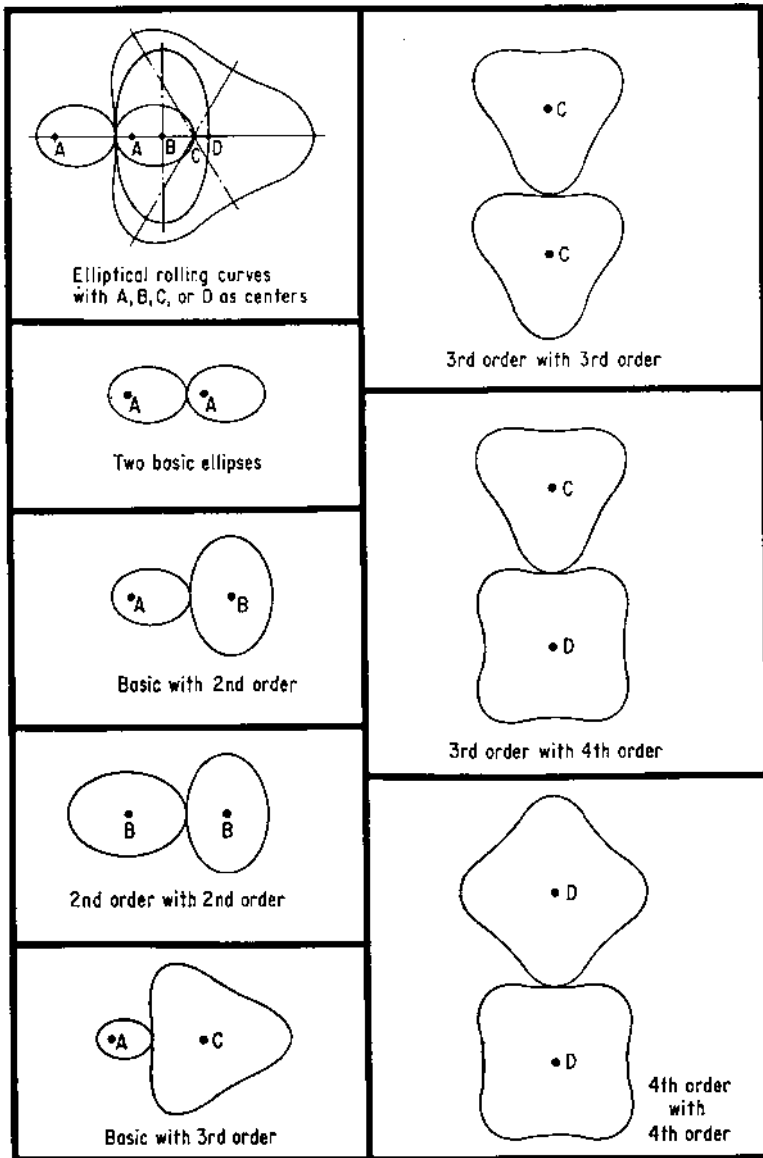 A A B C D
Elliptical rolling curves
with A, B, C, or D as centers
A A
Two basic ellipses
A B
Basic with 2nd order
B B
2nd order with 2nd order
A C
Basic with 3rd order
C
C
3rd order with 3rd order
C
D
3rd order with 4th order
D
D
4th order
with
4th order